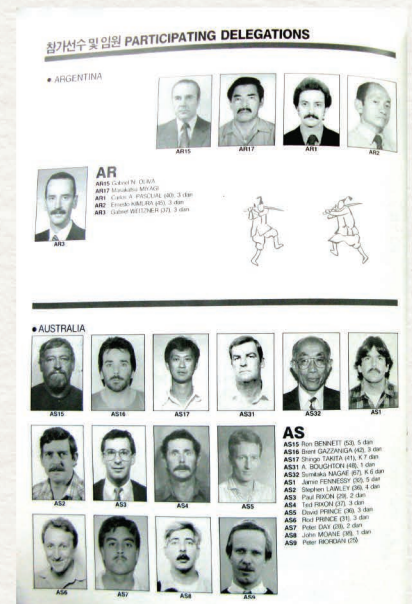 참가선수 및 임원 PARTICIPATING DELEGATIONS
• ARGENTINA
AR15
AR17
AR1
AR2
AR3
AR
AR15 Gabriel N. OLIVA
AR17 Masakatsu MIYAGI
AR1 Carlos A. PASCUAL (40), 3 dan
AR2 Ernesto KIMURA (45), 3 dan
AR3 Gabriel WEITZNER (37), 3 dan
• AUSTRALIA
AS15
AS16
AS17
AS31
AS32
AS1
AS2
AS3
AS4
AS5
AS
AS15 Ron BENNETT (53), 5 dan
AS16 Brent GAZZANIGA (42), 3 dan
AS17 Shingo TAKITA (41), K 7 dan
AS31 A. BOUGHTON (48), 1 dan
AS32 Sumitaka NAGAE (67), K 6 dan
AS1 Jamie FENNESSY (30), 5 dan
AS2 Stephen LAWLEY (36), 4 dan
AS3 Paul RIXON (29), 2 dan
AS4 Ted RIXON (37), 3 dan
AS5 David PRINCE (36), 3 dan
AS6 Rod PRINCE (31), 3 dan
AS7 Peter DAY (28), 2 dan
AS8 John MOANE (38), 1 dan
AS9 Peter RIORDAN (25)
AS6
AS7
AS8
AS9